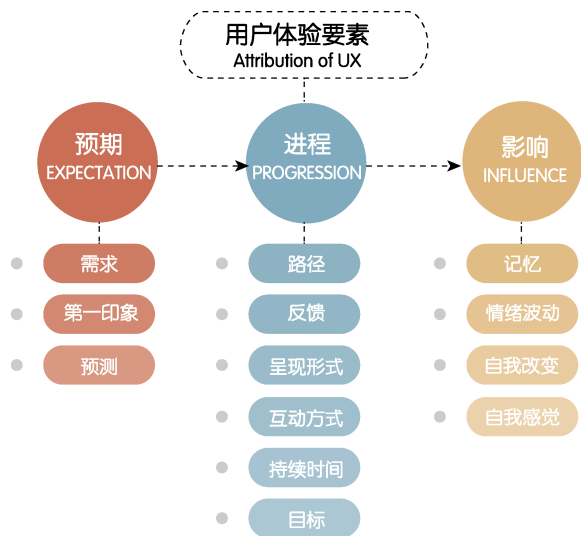 用户体验要素
Attribution of UX
预期
EXPECTATION
进程
PROGRESSION
影响
INFLUENCE
需求
第一印象
预测
路径
反馈
呈现形式
互动方式
持续时间
目标
记忆
情绪波动
自我改变
自我感觉